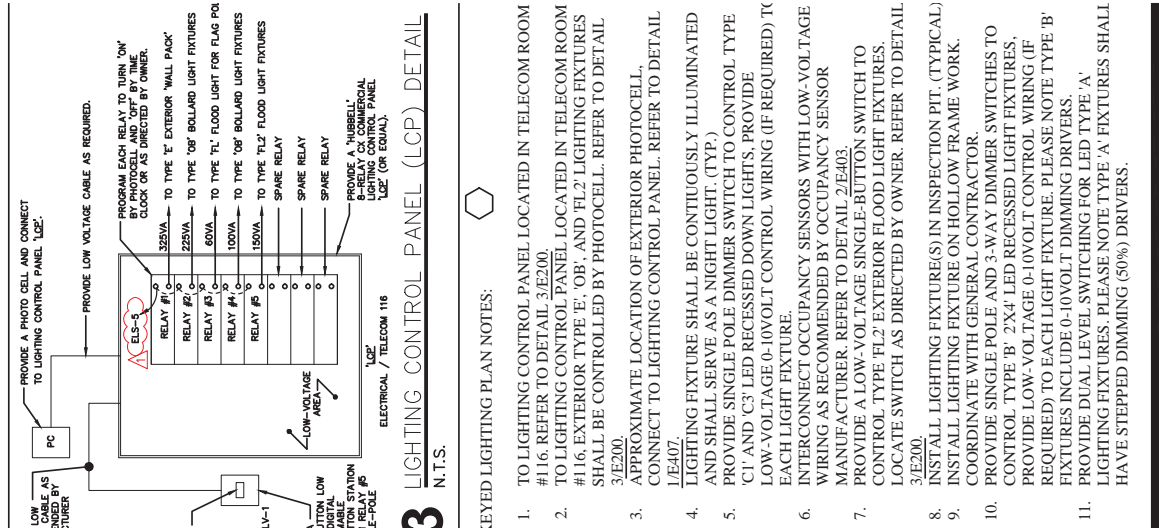 PROVIDE A PHOTO CELL AND CONNECT
TO LIGHTING CONTROL PANEL 'LCP'.
PC
PROVIDE LOW VOLTAGE CABLE AS REQUIRED.
LOW
CABLE AS
PROGRAM EACH RELAY TO TURN 'ON'
BY PHOTOCELL AND 'OFF' BY TIME
CLOCK OR AS DIRECTED BY OWNER.
ELS-5
1
RELAY #1
325VA
TO TYPE 'E' EXTERIOR 'WALL PACK'
RELAY #2
225VA
TO TYPE 'OB' BOLLARD LIGHT FIXTURES
RELAY #3
60VA
TO TYPE 'FL' FLOOD LIGHT FOR FLAG PO
RELAY #4
100VA
TO TYPE 'OB' BOLLARD LIGHT FIXTURES
RELAY #5
150VA
TO TYPE 'FL2' FLOOD LIGHT FIXTURES
SPARE RELAY
SPARE RELAY
SPARE RELAY
LOW-VOLTAGE
AREA
PROVIDE A 'HUBBELL'
8-RELAY CX COMMERCIAL
LIGHTING CONTROL PANEL
'LCP' (OR EQUAL).
'LCP'
ELECTRICAL / TELECOM 116
LV-1
UTTON LOW
DIGITAL
MABLE
TTON STATION
RELAY #5
LE-POLE
3
LIGHTING CONTROL PANEL (LCP) DETAIL
N.T.S.
KEYED LIGHTING PLAN NOTES:
1. TO LIGHTING CONTROL PANEL LOCATED IN TELECOM ROOM
#116. REFER TO DETAIL 3/E200.
2. TO LIGHTING CONTROL PANEL LOCATED IN TELECOM ROOM
#116, EXTERIOR TYPE 'E', 'OB', AND 'FL2' LIGHTING FIXTURES
SHALL BE CONTROLLED BY PHOTOCELL. REFER TO DETAIL
3/E200.
3. APPROXIMATE LOCATION OF EXTERIOR PHOTOCELL,
CONNECT TO LIGHTING CONTROL PANEL. REFER TO DETAIL
1/E407.
4. LIGHTING FIXTURE SHALL BE CONTIUOUSLY ILLUMINATED
AND SHALL SERVE AS A NIGHT LIGHT. (TYP.)
5. PROVIDE SINGLE POLE DIMMER SWITCH TO CONTROL TYPE
'C1' AND 'C3' LED RECESSED DOWN LIGHTS, PROVIDE
LOW-VOLTAGE 0-10VOLT CONTROL WIRING (IF REQUIRED) TO
EACH LIGHT FIXTURE.
6. INTERCONNECT OCCUPANCY SENSORS WITH LOW-VOLTAGE
WIRING AS RECOMMENDED BY OCCUPANCY SENSOR
MANUFACTURER. REFER TO DETAIL 2/E403.
7. PROVIDE A LOW-VOLTAGE SINGLE-BUTTON SWITCH TO
CONTROL TYPE 'FL2' EXTERIOR FLOOD LIGHT FIXTURES.
LOCATE SWITCH AS DIRECTED BY OWNER. REFER TO DETAIL
3/E200.
8. INSTALL LIGHTING FIXTURE(S) IN INSPECTION PIT. (TYPICAL)
9. INSTALL LIGHTING FIXTURE ON HOLLOW FRAME WORK.
COORDINATE WITH GENERAL CONTRACTOR.
10. PROVIDE SINGLE POLE AND 3-WAY DIMMER SWITCHES TO
CONTROL TYPE 'B' 2'X4' LED RECESSED LIGHT FIXTURES,
PROVIDE LOW-VOLTAGE 0-10VOLT CONTROL WIRING (IF
REQUIRED) TO EACH LIGHT FIXTURE. PLEASE NOTE TYPE 'B'
FIXTURES INCLUDE 0-10VOLT DIMMING DRIVERS.
11. PROVIDE DUAL LEVEL SWITCHING FOR LED TYPE 'A'
LIGHTING FIXTURES. PLEASE NOTE TYPE 'A' FIXTURES SHALL
HAVE STEPPED DIMMING (50%) DRIVERS.